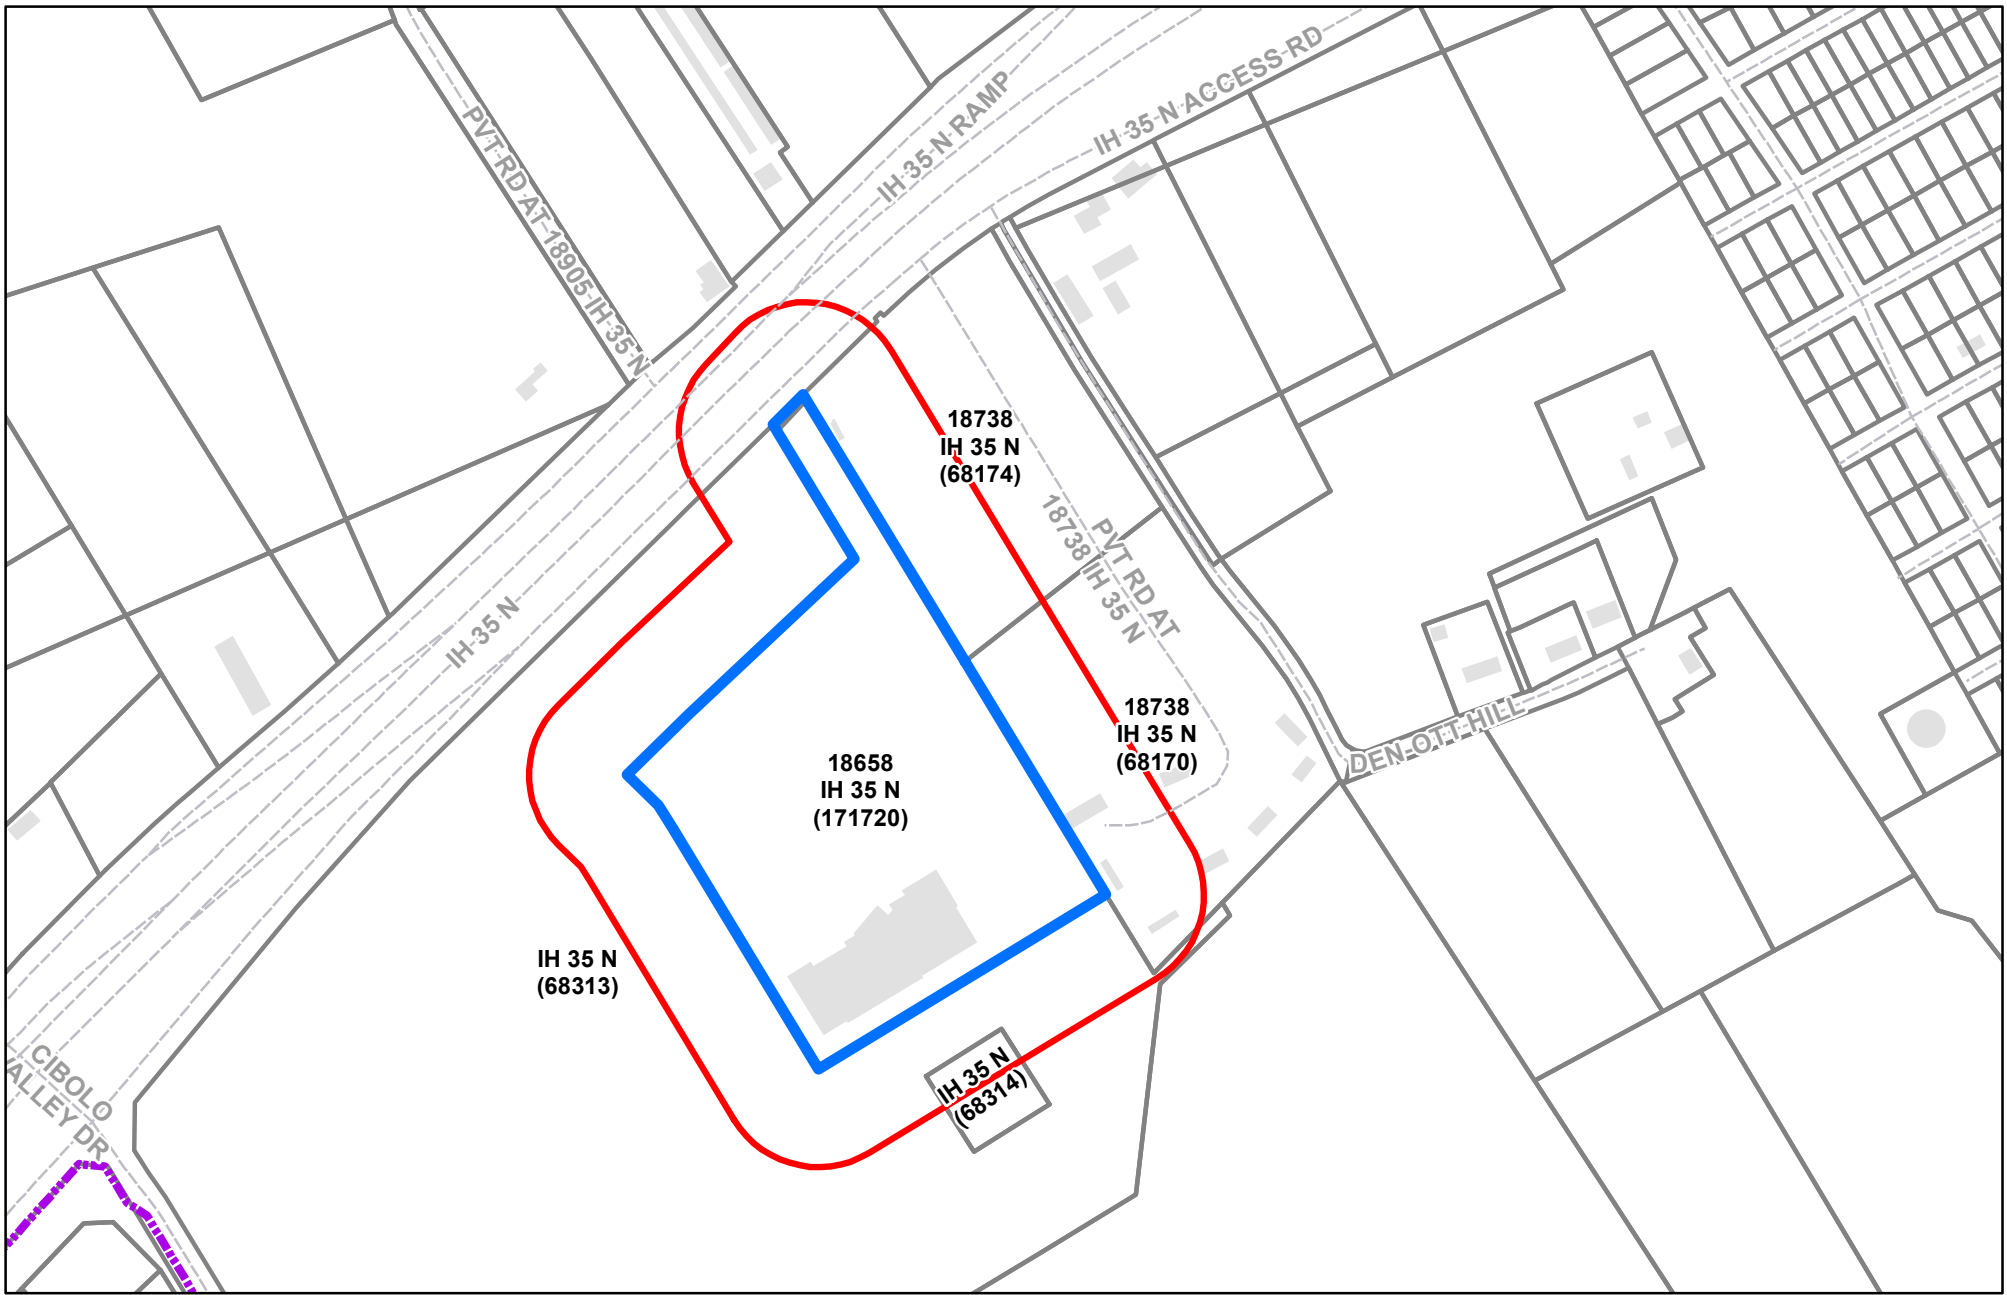 IH 35 N ACCESS RD
IH 35 N RAMP
PVT RD AT 18905 IH 35 N
18738
IH 35 N
(68174)
PVT RD AT
18738 IH 35 N
IH 35 N
18738
IH 35 N
(68170)
DEN-OTT HILL
18658
IH 35 N
(171720)
IH 35 N
(68313)
IH 35 N
(68314)
CIBOLO
ALLEY DR